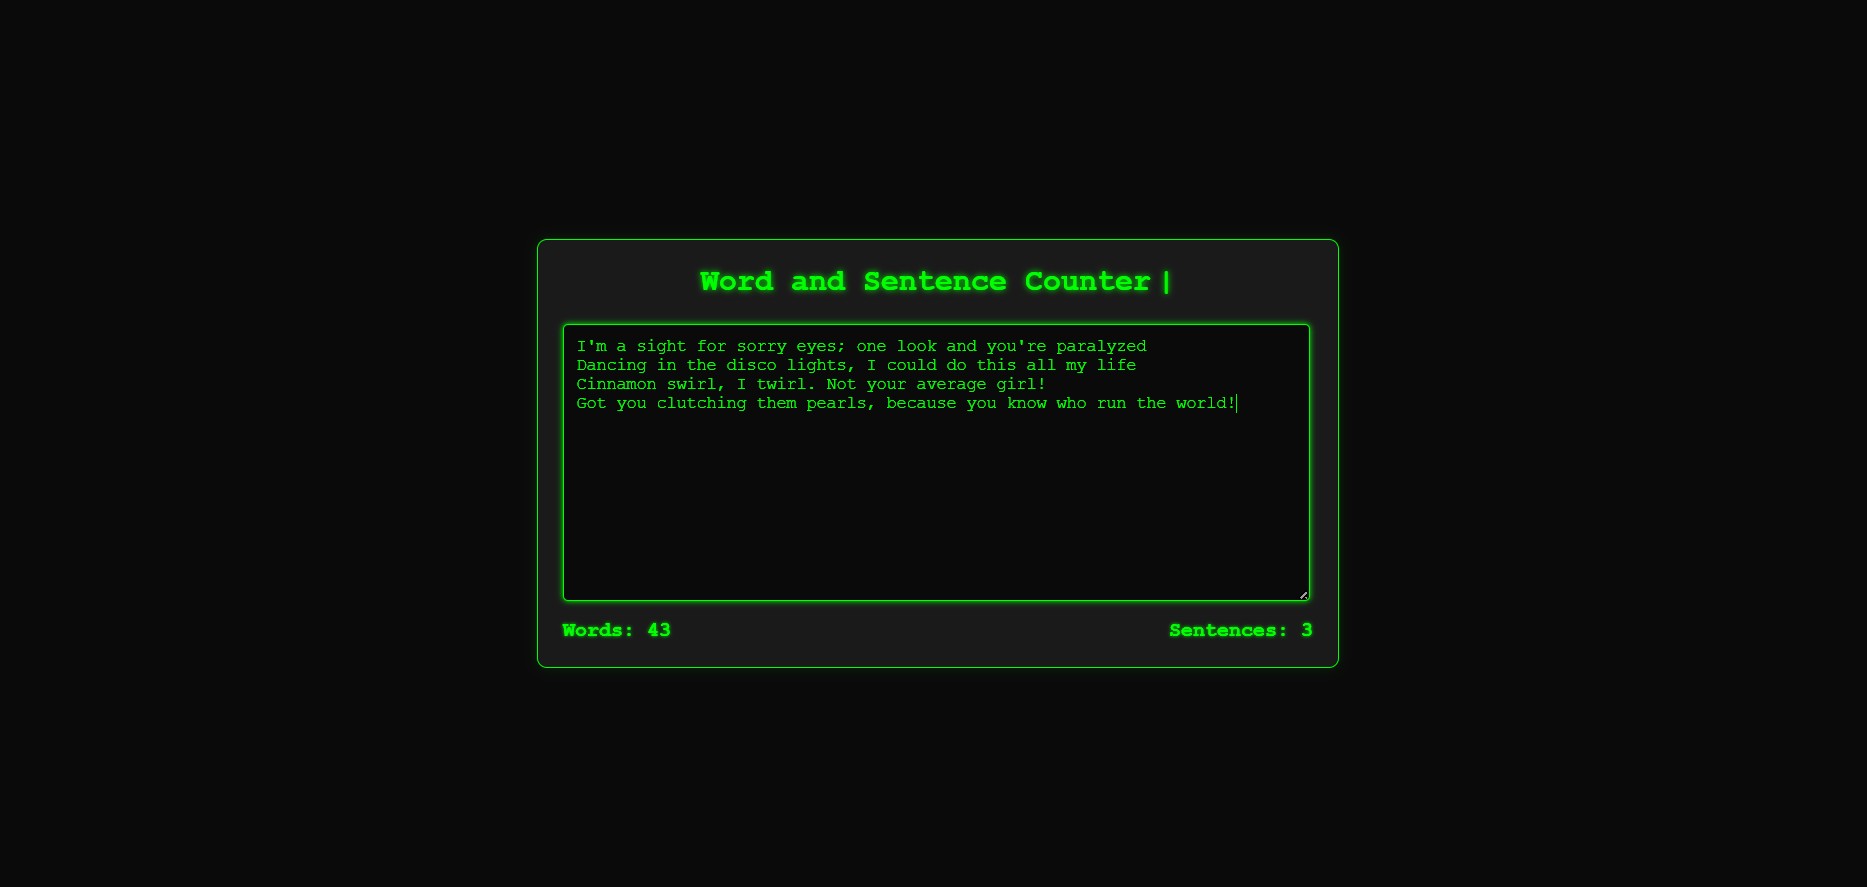 Word and Sentence Counter|
I'm a sight for sorry eyes; one look and you're paralyzed
Dancing in the disco lights, I could do this all my life
Cinnamon swirl, I twirl. Not your average girl!
Got you clutching them pearls, because you know who run the world!
Words: 43
Sentences: 3